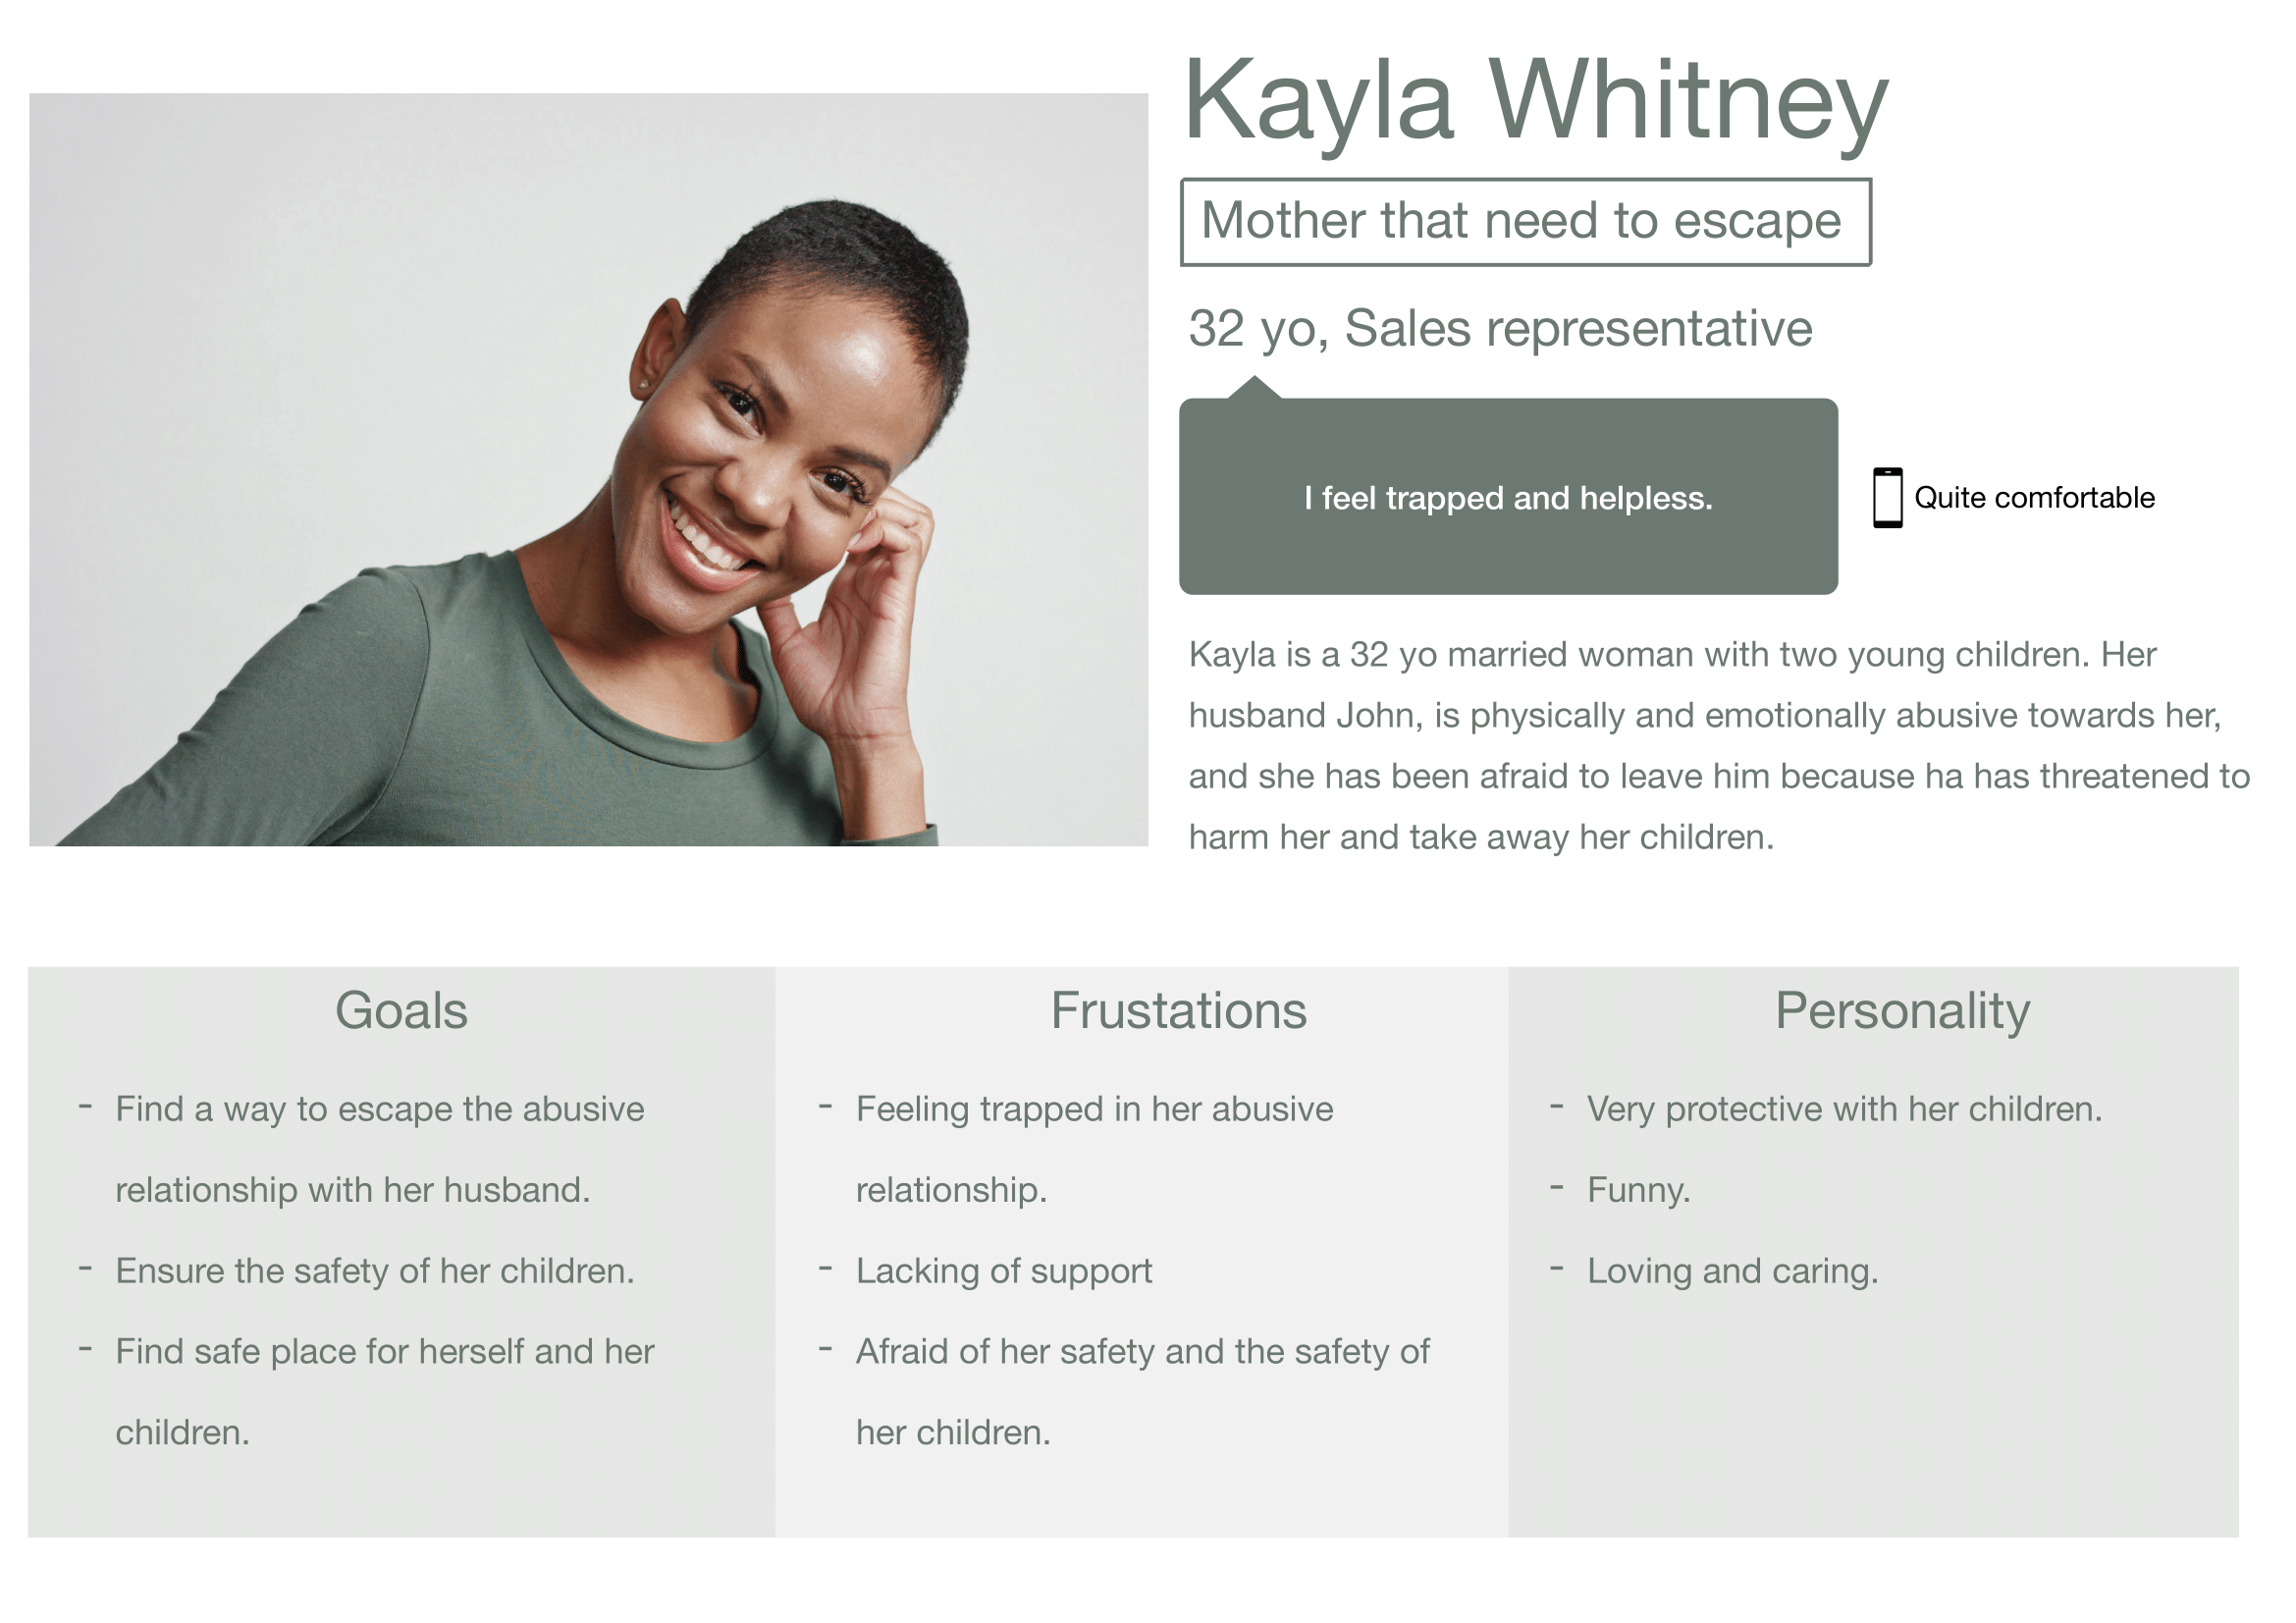 Kayla Whitney
Mother that need to escape
32 yo, Sales representative
I feel trapped and helpless.
Quite comfortable
Kayla is a 32 yo married woman with two young children. Her
husband John, is physically and emotionally abusive towards her,
and she has been afraid to leave him because ha has threatened to
harm her and take away her children.
Goals
- Find a way to escape the abusive
relationship with her husband.
- Ensure the safety of her children.
- Find safe place for herself and her
children.
Frustations
- Feeling trapped in her abusive
relationship.
- Lacking of support
- Afraid of her safety and the safety of
her children.
Personality
- Very protective with her children.
- Funny.
- Loving and caring.